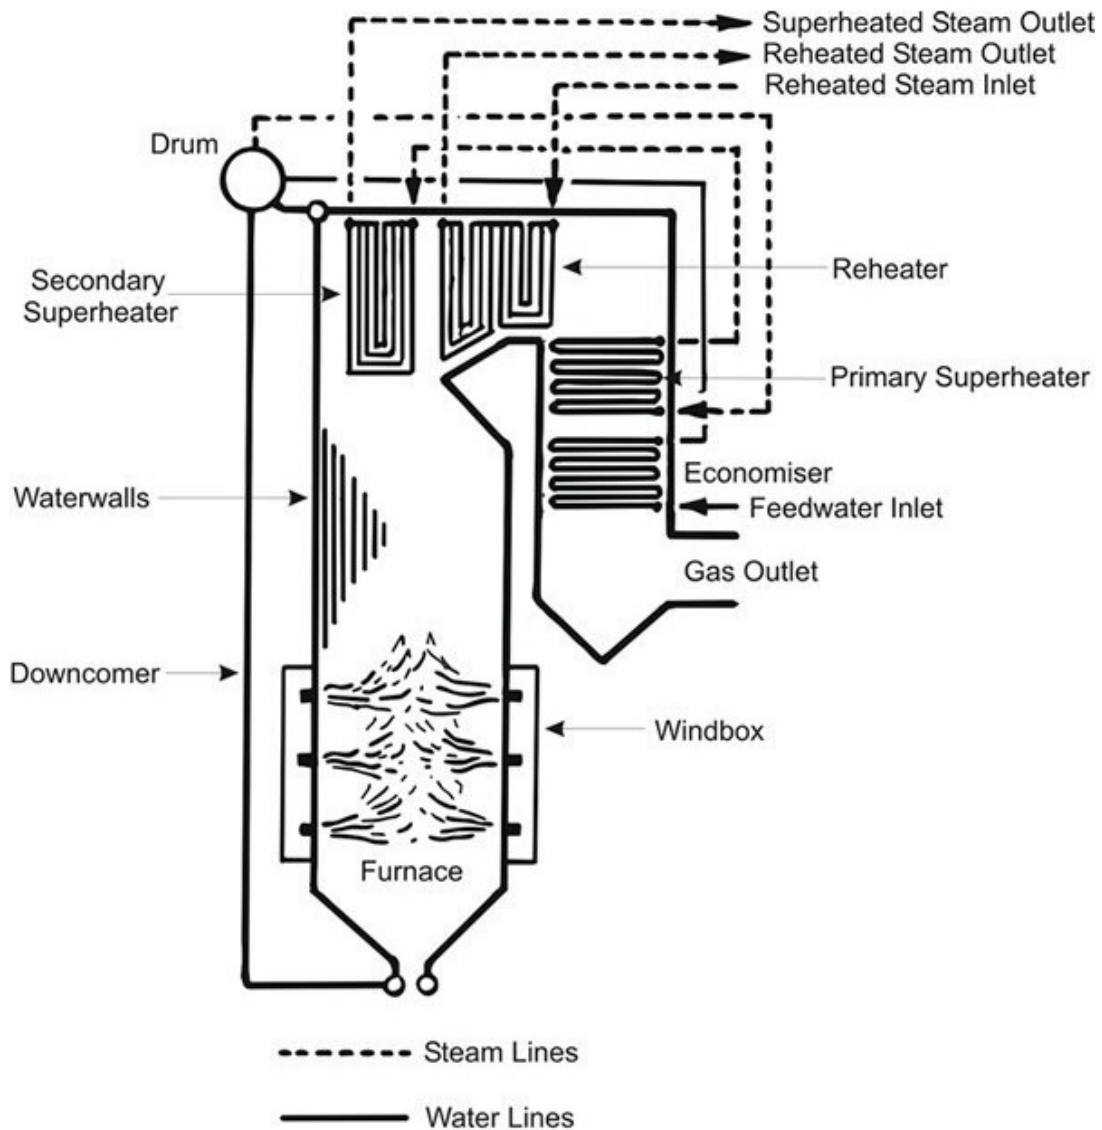 Superheated Steam Outlet
Reheated Steam Outlet
Reheated Steam Inlet
Drum
Secondary
Superheater
Reheater
Primary Superheater
Waterwalls
Economiser
Feedwater Inlet
Gas Outlet
Downcomer
Windbox
Furnace
Steam Lines
Water Lines